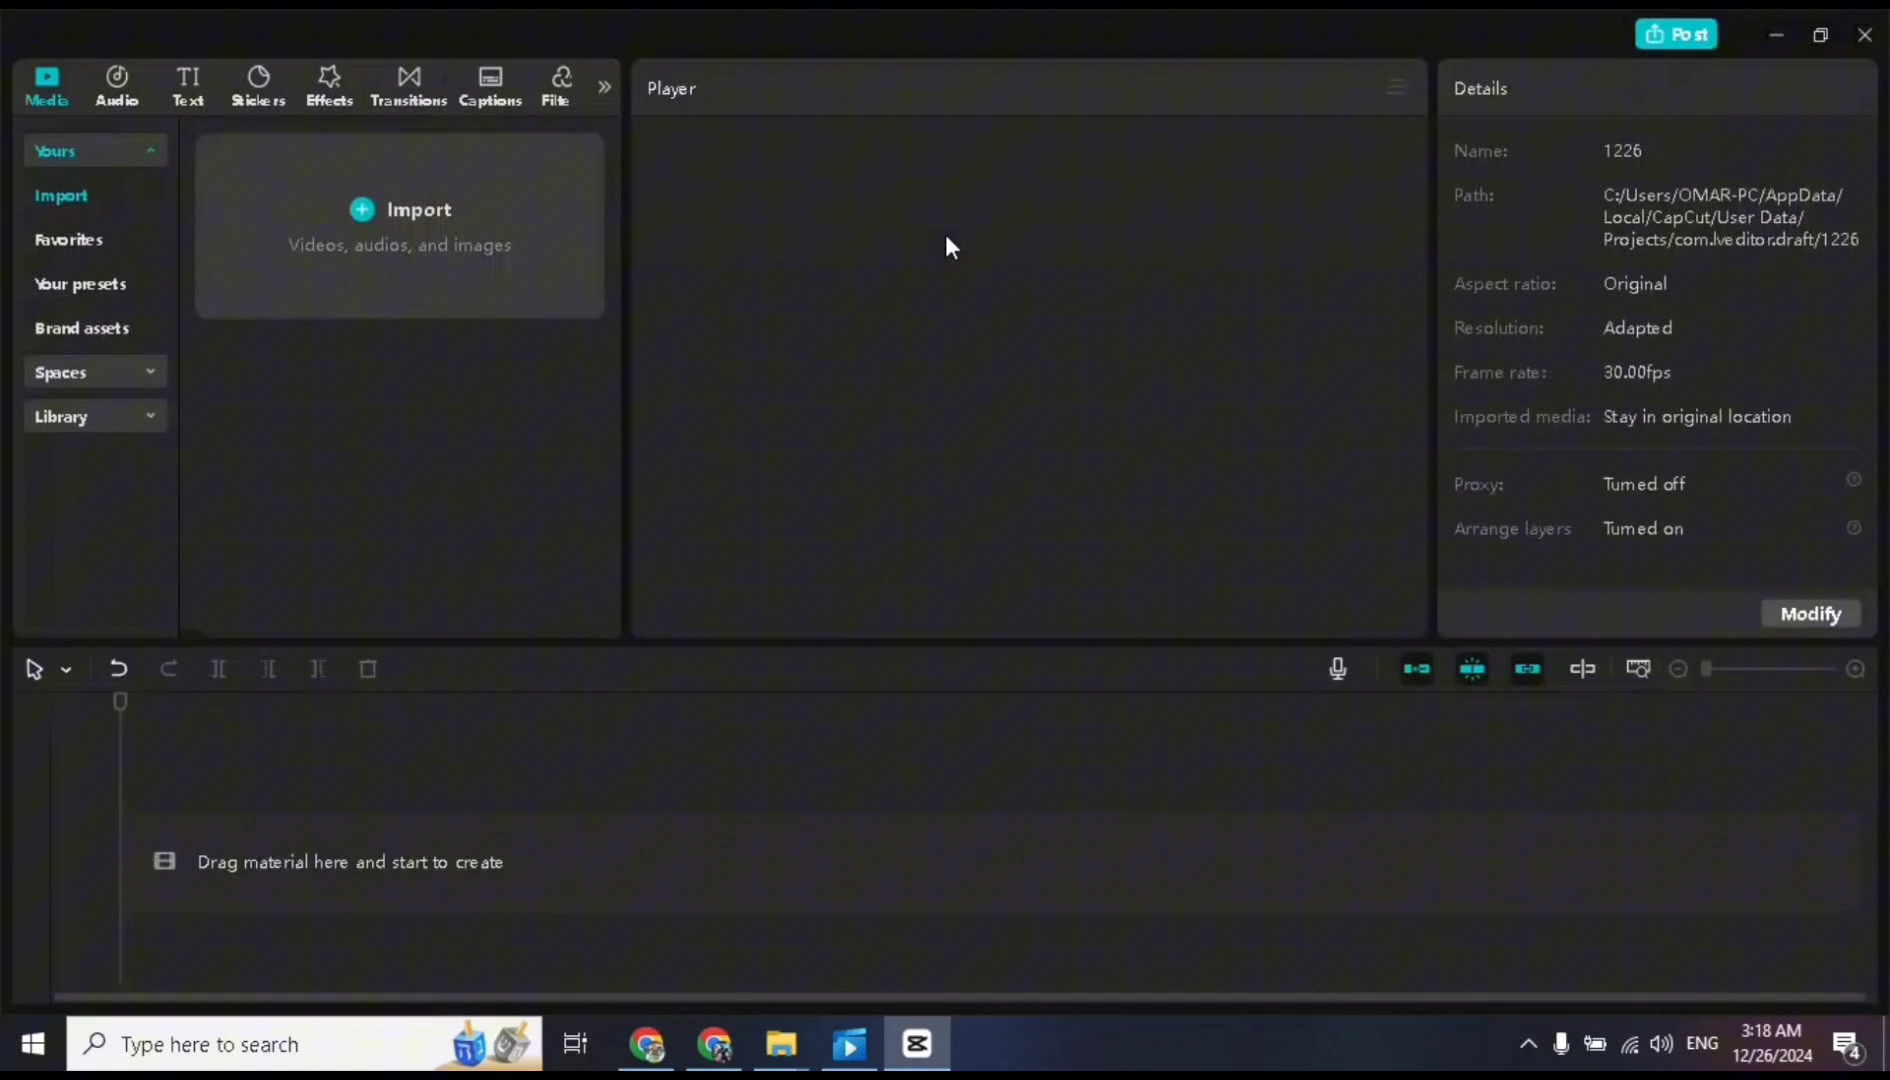 Post
Media
Audio
Text
Stickers
Effects
Transitions
Captions
Filte
Player
Details
Yours
Import
Favorites
Your presets
Brand assets
Spaces
Library
Import
Videos, audios, and images
Name: 1226
Path: C:/Users/OMAR-PC/AppData/
Local/CapCut/User Data/
Projects/com.lveditor.draft/1226
Aspect ratio: Original
Resolution: Adapted
Frame rate: 30.00fps
Imported media: Stay in original location
Proxy: Turned off
Arrange layers Turned on
Modify
Drag material here and start to create
Type here to search
ENG
3:18 AM
12/26/2024
4